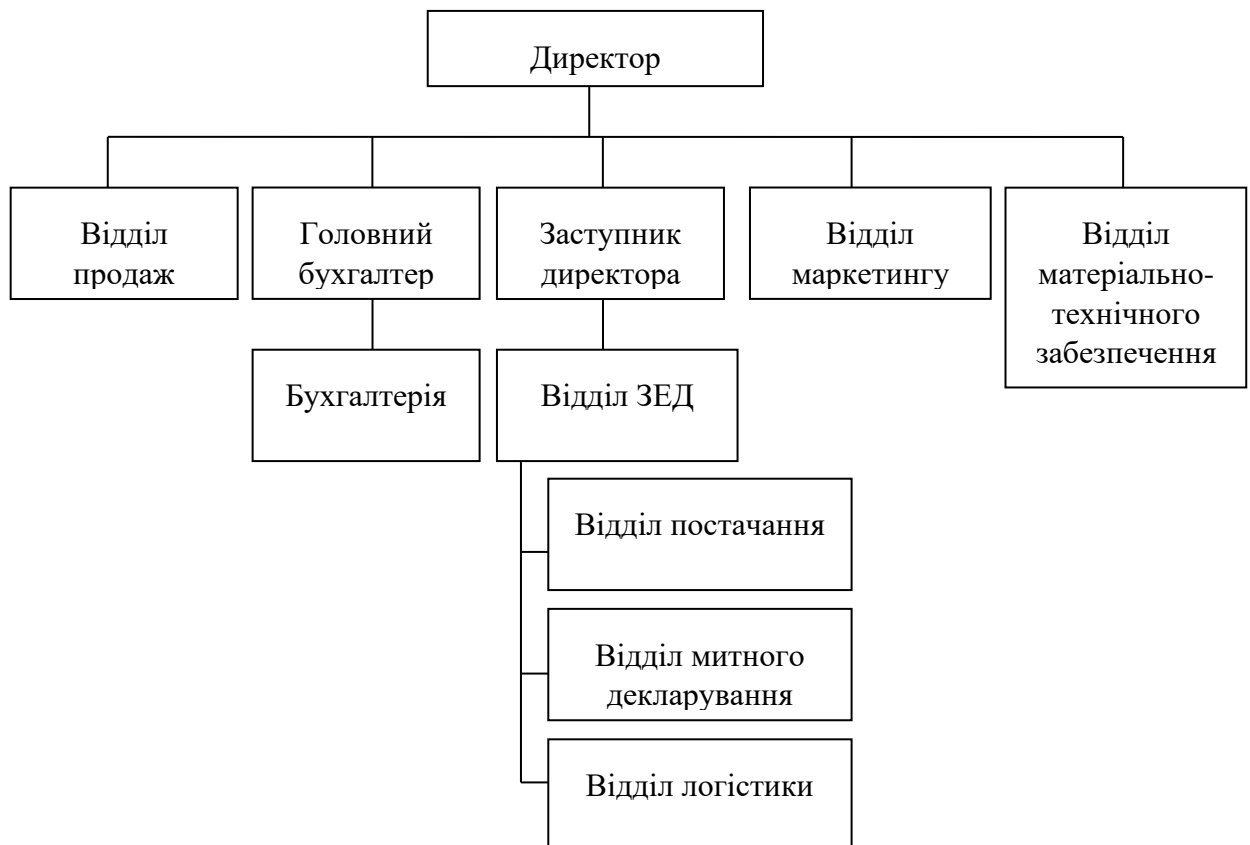 Директор
Відділ
продаж
Головний
бухгалтер
Заступник
директора
Відділ
маркетингу
Відділ
матеріально-
технічного
забезпечення
Бухгалтерія
Відділ ЗЕД
Відділ постачання
Відділ митного
декларування
Відділ логістики